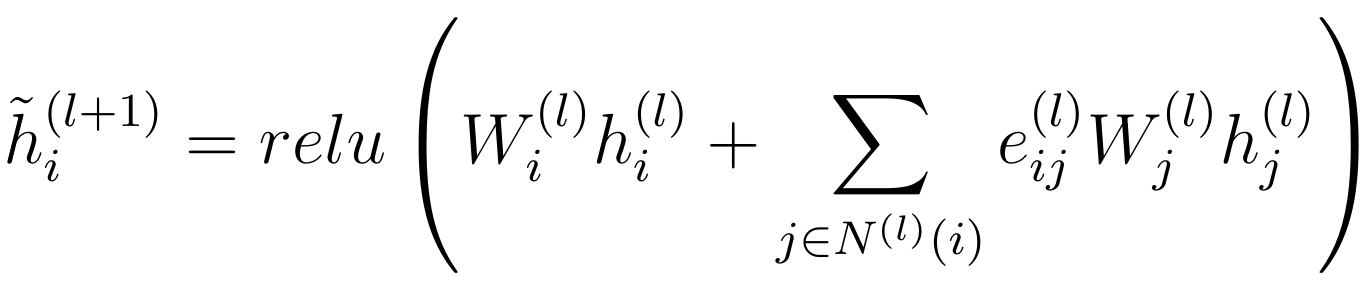 \tilde{h}_i^{(l+1)} = relu \left( W_i^{(l)} h_i^{(l)} + \sum_{j \in N^{(l)}(i)} e_{ij}^{(l)} W_j^{(l)} h_j^{(l)} \right)